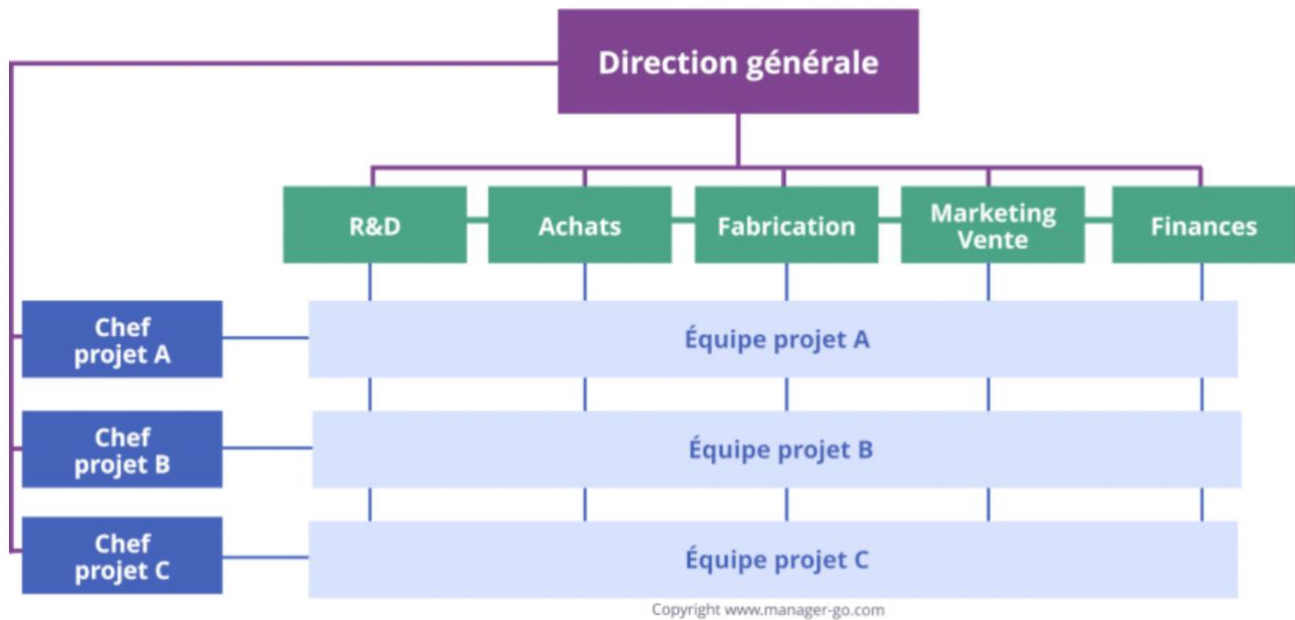 Direction générale
R&D
Achats
Fabrication
Marketing
Vente
Finances
Chef
projet A
Équipe projet A
Chef
projet B
Équipe projet B
Chef
projet C
Équipe projet C
Copyright www.manager-go.com